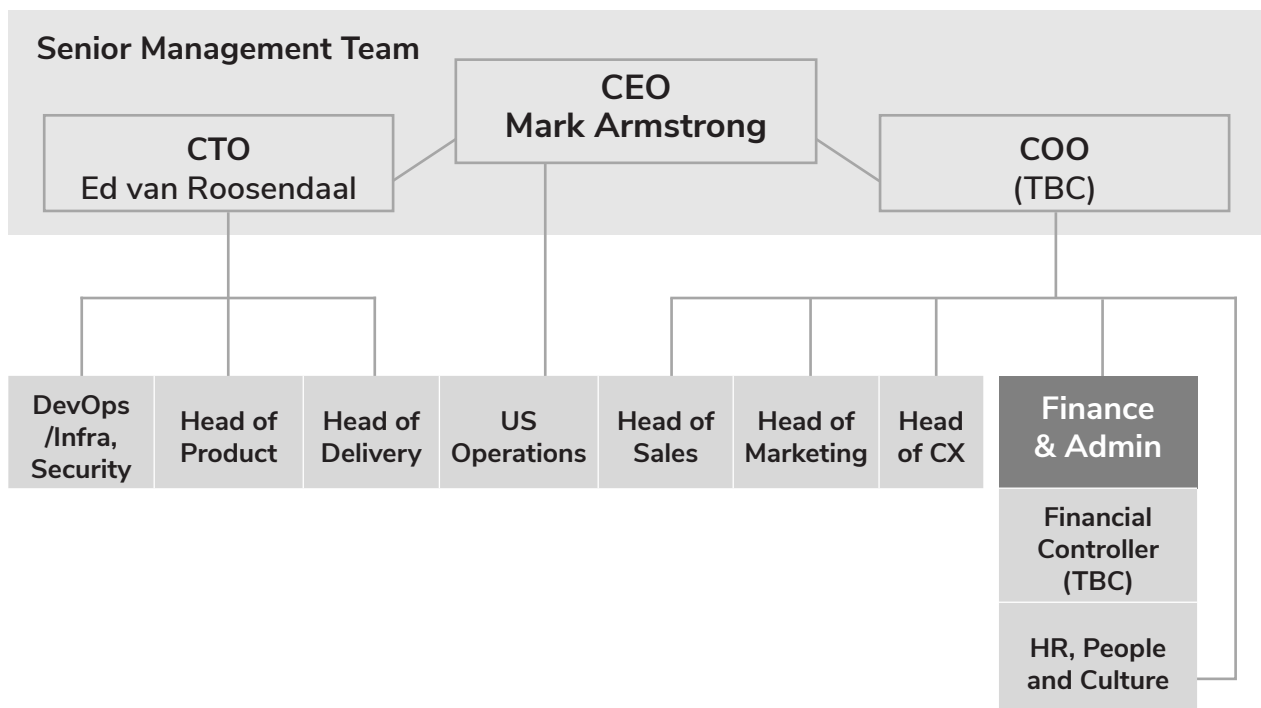 Senior Management Team
CEO
Mark Armstrong
CTO
Ed van Roosendaal
COO
(TBC)
DevOps
/Infra,
Security
Head of
Product
Head of
Delivery
US
Operations
Head of
Sales
Head of
Marketing
Head
of CX
Finance
& Admin
Financial
Controller
(TBC)
HR, People
and Culture